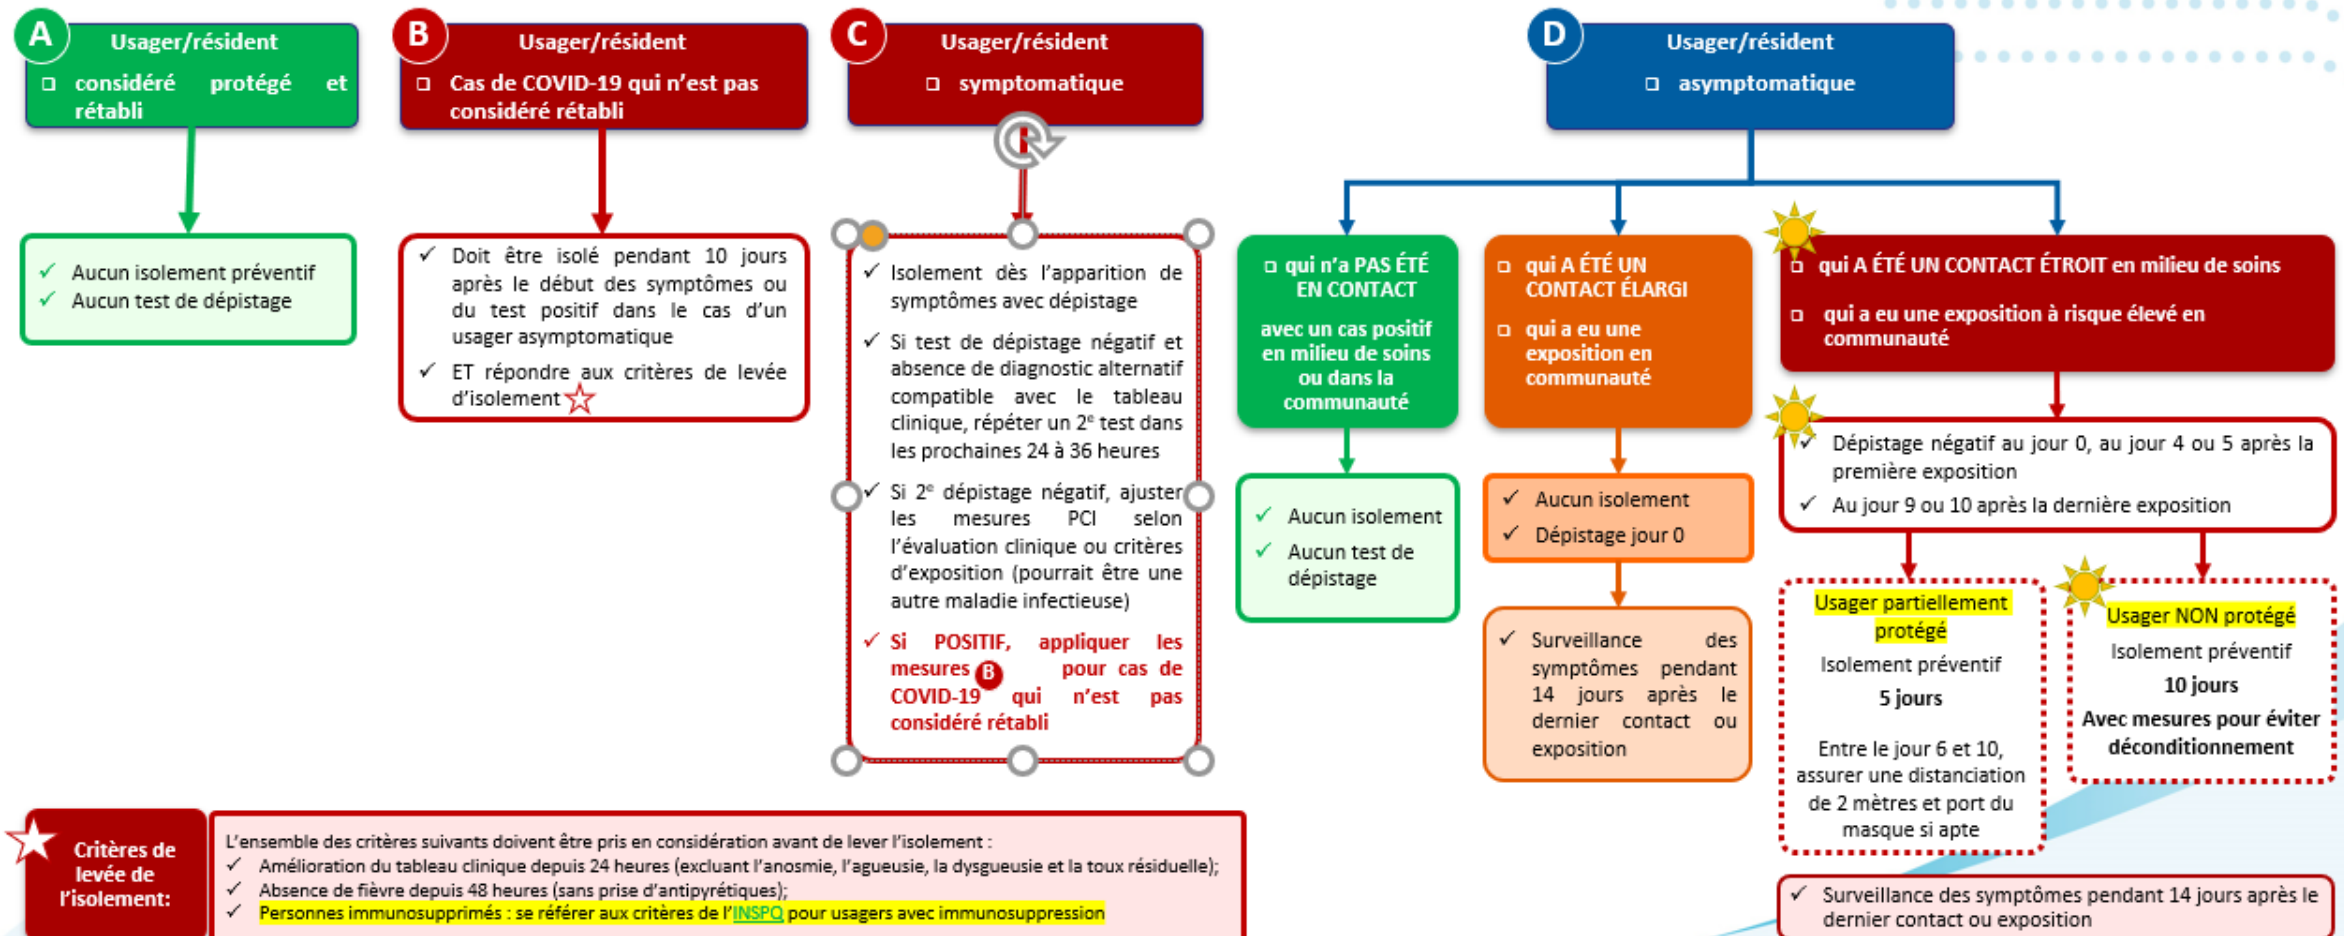 A
Usager/résident
considéré protégé et
rétabli
Aucun isolement préventif
Aucun test de dépistage
B
Usager/résident
Cas de COVID-19 qui n'est pas
considéré rétabli
Doit être isolé pendant 10 jours
après le début des symptômes ou
du test positif dans le cas d'un
usager asymptomatique
ET répondre aux critères de levée
d'isolement
C
Usager/résident
symptomatique
Isolement dès l'apparition de
symptômes avec dépistage
Si test de dépistage négatif et
absence de diagnostic alternatif
compatible avec le tableau
clinique, répéter un 2e test dans
les prochaines 24 à 36 heures
Si 2e dépistage négatif, ajuster
les mesures PCI selon
l'évaluation clinique ou critères
d'exposition (pourrait être une
autre maladie infectieuse)
Si POSITIF, appliquer les
mesures B pour cas de
COVID-19 qui n'est pas
considéré rétabli
D
Usager/résident
asymptomatique
qui n'a PAS ÉTÉ
EN CONTACT
avec un cas positif
en milieu de soins
ou dans la
communauté
Aucun isolement
Aucun test de
dépistage
qui A ÉTÉ UN
CONTACT ÉLARGI
qui a eu une
exposition en
communauté
Aucun isolement
Dépistage jour 0
Surveillance des
symptômes pendant
14 jours après le
dernier contact ou
exposition
qui A ÉTÉ UN CONTACT ÉTROIT en milieu de soins
qui a eu une exposition à risque élevé en
communauté
Dépistage négatif au jour 0, au jour 4 ou 5 après la
première exposition
Au jour 9 ou 10 après la dernière exposition
Usager partiellement
protégé
Isolement préventif
5 jours
Entre le jour 6 et 10,
assurer une distanciation
de 2 mètres et port du
masque si apte
Usager NON protégé
Isolement préventif
10 jours
Avec mesures pour éviter
déconditionnement
Surveillance des symptômes pendant 14 jours après le
dernier contact ou exposition
Critères de
levée de
l'isolement:
L'ensemble des critères suivants doivent être pris en considération avant de lever l'isolement :
Amélioration du tableau clinique depuis 24 heures (excluant l'anosmie, l'agueusie, la dysgueusie et la toux résiduelle);
Absence de fièvre depuis 48 heures (sans prise d'antipyrétiques);
Personnes immunosupprimés : se référer aux critères de l'INSPQ pour usagers avec immunosuppression